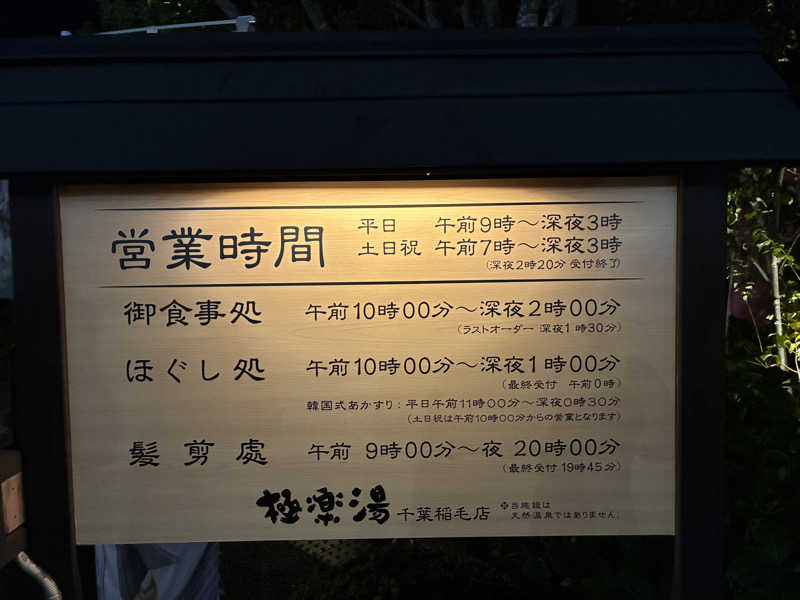 営業時間
平日 午前9時～深夜3時
土日祝 午前7時～深夜3時
(深夜2時20分 受付終了)
御食事処 午前10時00分～深夜2時00分
(ラストオーダー 深夜1時30分)
ほぐし処 午前10時00分～深夜1時00分
(最終受付 午前0時)
韓国式あかすり：平日午前11時00分～深夜0時30分
(土日祝は午前10時00分からの営業となります)
髪剪處 午前 9時00分～夜 20時00分
(最終受付 19時45分)
極楽湯 千葉稲毛店
※当施設は
天然温泉ではありません。